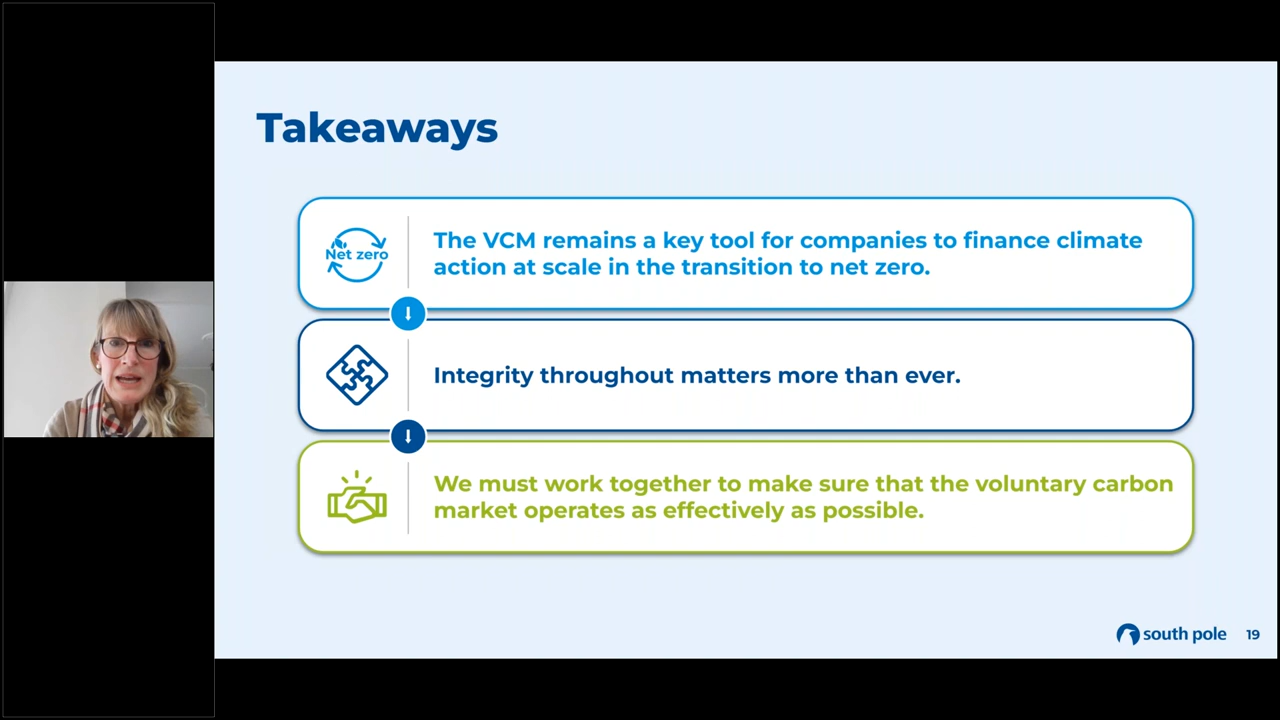 Takeaways
Net zero
The VCM remains a key tool for companies to finance climate
action at scale in the transition to net zero.
Integrity throughout matters more than ever.
We must work together to make sure that the voluntary carbon
market operates as effectively as possible.
south pole 19